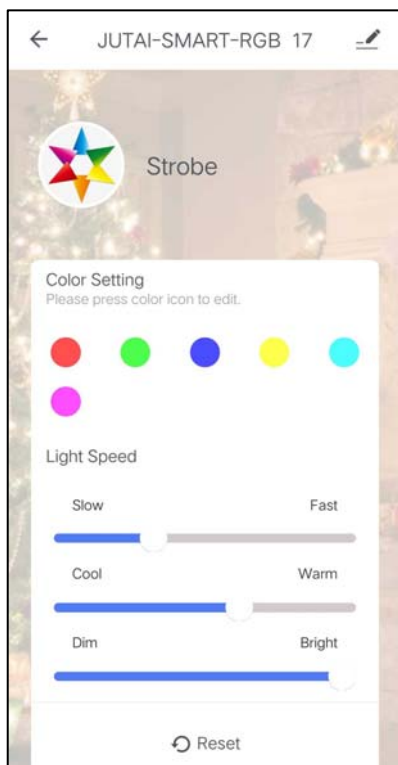 JUTAI-SMART-RGB 17
Strobe
Color Setting
Please press color icon to edit.
Light Speed
Slow Fast
Cool Warm
Dim Bright
Reset